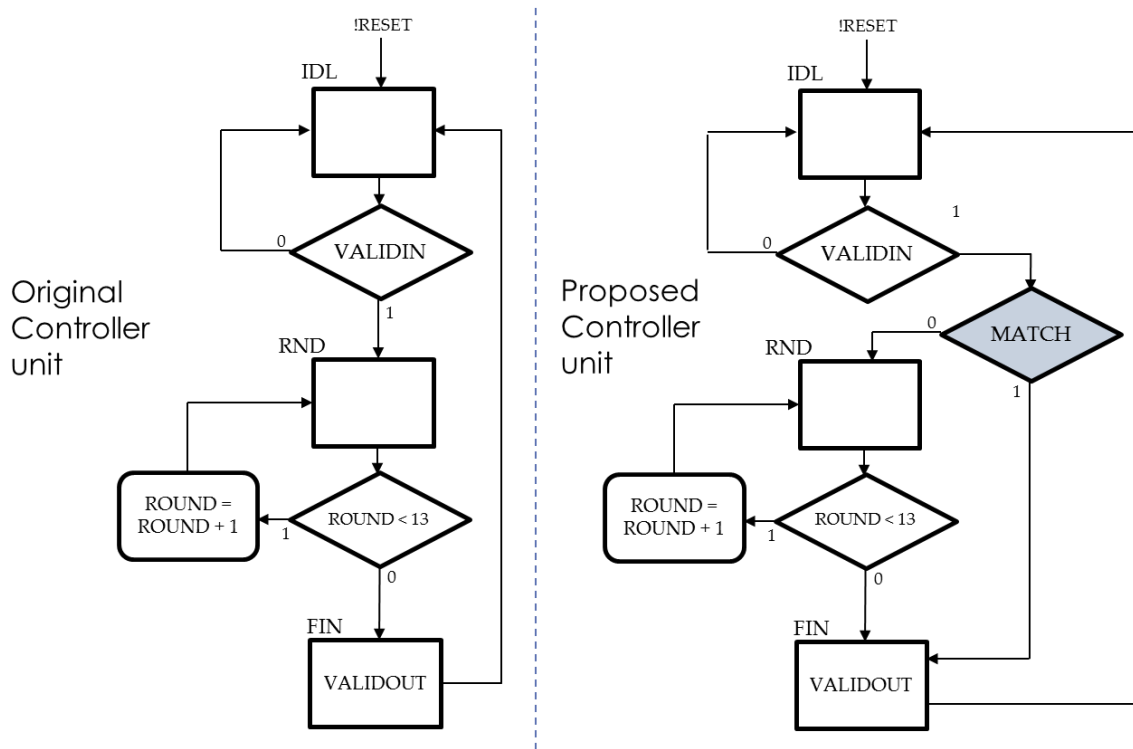 Original
Controller
unit
!RESET
IDL
VALIDIN
0
1
RND
ROUND =
ROUND + 1
ROUND < 13
1
0
FIN
VALIDOUT
Proposed
Controller
unit
!RESET
IDL
VALIDIN
0
1
MATCH
0
1
RND
ROUND =
ROUND + 1
ROUND < 13
1
0
FIN
VALIDOUT